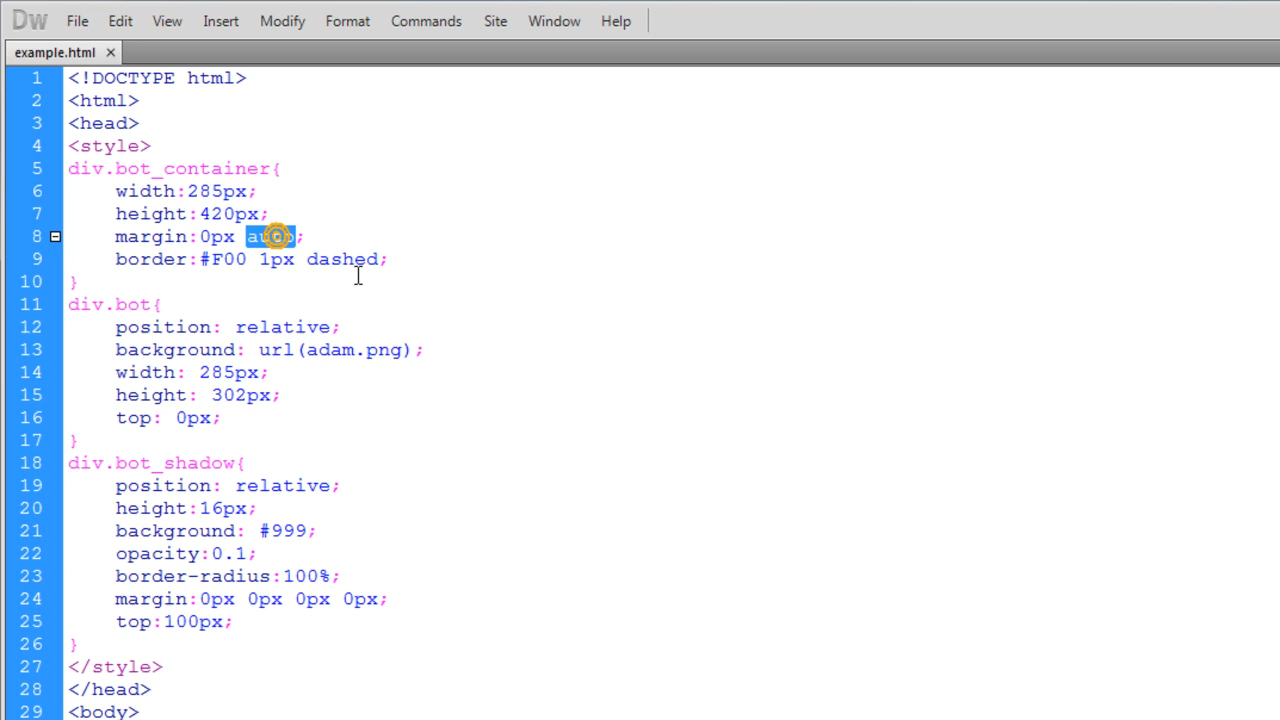 Dw File Edit View Insert Modify Format Commands Site Window Help
example.html ×
1 <!DOCTYPE html>
2 <html>
3 <head>
4 <style>
5 div.bot_container{
6 width:285px;
7 height:420px;
8 margin:0px auto;
9 border:#F00 1px dashed;
10 }
11 div.bot{
12 position: relative;
13 background: url(adam.png);
14 width: 285px;
15 height: 302px;
16 top: 0px;
17 }
18 div.bot_shadow{
19 position: relative;
20 height:16px;
21 background: #999;
22 opacity:0.1;
23 border-radius:100%;
24 margin:0px 0px 0px 0px;
25 top:100px;
26 }
27 </style>
28 </head>
29 <body>